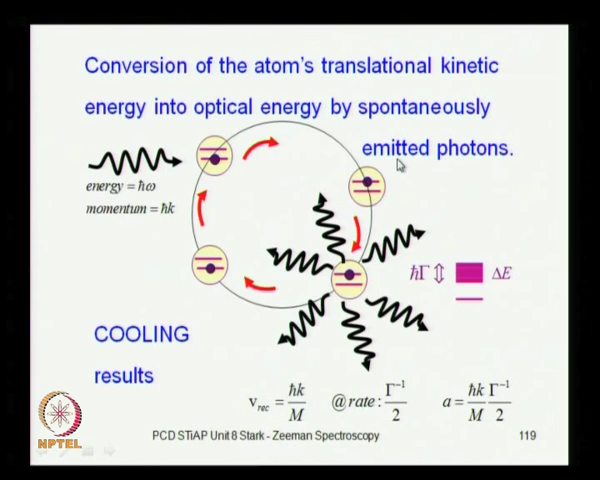 Conversion of the atom's translational kinetic
energy into optical energy by spontaneously
emitted photons.
energy = ħω
momentum = ħk
ħΓ ⇕ ΔE
COOLING
results
v_rec = ħk/M @ rate: Γ⁻¹/2 a = ħk/M Γ⁻¹/2
NPTEL
PCD STiAP Unit 8 Stark - Zeeman Spectroscopy 119